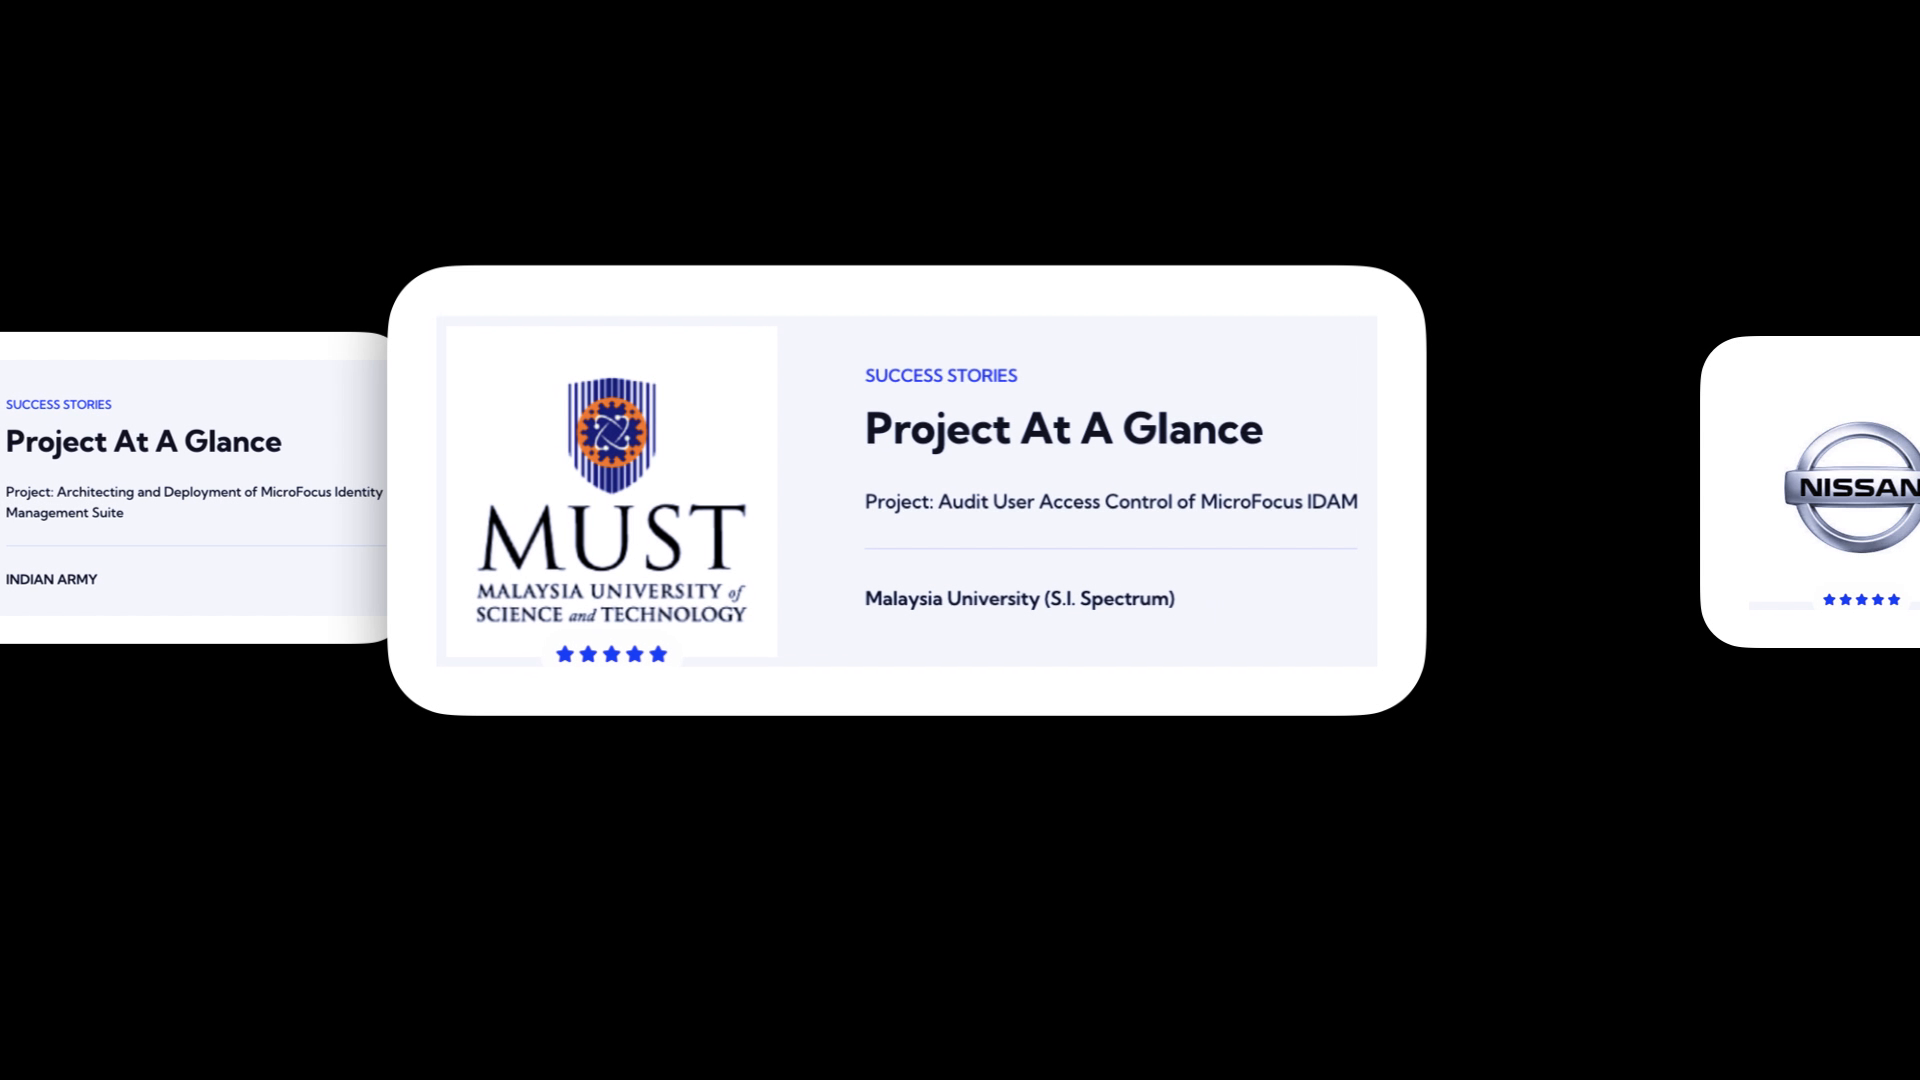 SUCCESS STORIES
Project At A Glance
Project: Architecting and Deployment of MicroFocus Identity
Management Suite
INDIAN ARMY
MUST
MALAYSIA UNIVERSITY of
SCIENCE and TECHNOLOGY
SUCCESS STORIES
Project At A Glance
Project: Audit User Access Control of MicroFocus IDAM
Malaysia University (S.I. Spectrum)
NISSAN